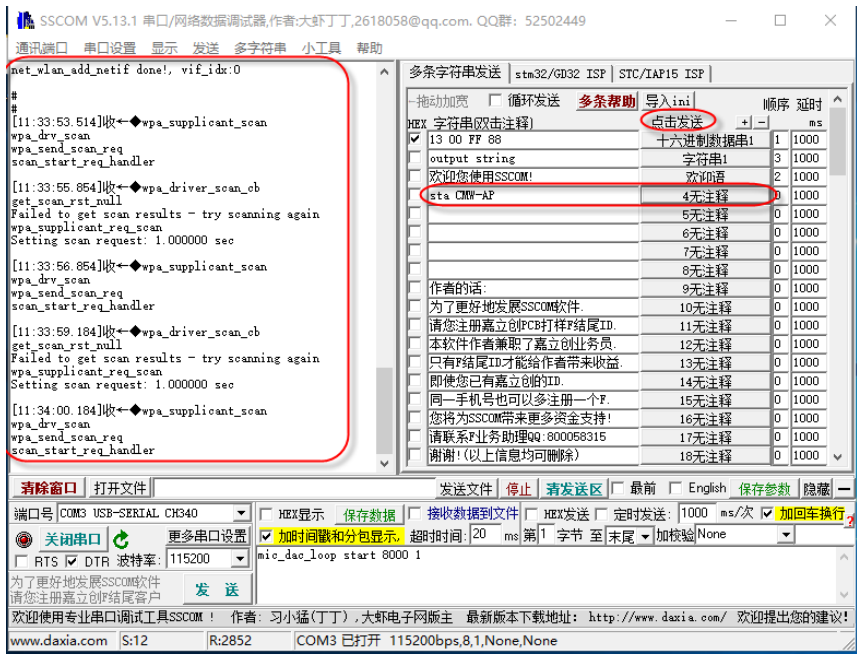 SSCOM V5.13.1 串口/网络数据调试器,作者:大虾丁丁,2618058@qq.com. QQ群: 52502449
通讯端口 串口设置 显示 发送 多字符串 小工具 帮助
net_wlan_add_netif done!, vif_idx:0
#
#
[11:33:53.514]收←◆wpa_supplicant_scan
wpa_drv_scan
wpa_send_scan_req
scan_start_req_handler
[11:33:55.854]收←◆wpa_driver_scan_cb
get_scan_rst_null
Failed to get scan results - try scanning again
wpa_supplicant_req_scan
Setting scan request: 1.000000 sec
[11:33:56.854]收←◆wpa_supplicant_scan
wpa_drv_scan
wpa_send_scan_req
scan_start_req_handler
[11:33:59.184]收←◆wpa_driver_scan_cb
get_scan_rst_null
Failed to get scan results - try scanning again
wpa_supplicant_req_scan
Setting scan request: 1.000000 sec
[11:34:00.184]收←◆wpa_supplicant_scan
wpa_drv_scan
wpa_send_scan_req
scan_start_req_handler
多条字符串发送 stm32/GD32 ISP STC/IAP15 ISP
拖动加宽 循环发送 多条帮助 导入ini 顺序 延时
HEX 字符串(双击注释) 点击发送 + - ms
13 00 FF 88 十六进制数据串1 1 1000
output string 字符串1 3 1000
欢迎您使用SSCOM! 欢迎语 2 1000
sta CMW-AP 4无注释 0 1000
5无注释 0 1000
6无注释 0 1000
7无注释 0 1000
8无注释 0 1000
作者的话: 9无注释 0 1000
为了更好地发展SSCOM软件. 10无注释 0 1000
请您注册嘉立创PCB打样F结尾ID. 11无注释 0 1000
本软件作者兼职了嘉立创业务员. 12无注释 0 1000
只有F结尾ID才能给作者带来收益. 13无注释 0 1000
即使您已有嘉立创的ID. 14无注释 0 1000
同一手机号也可以多注册一个F. 15无注释 0 1000
您将为SSCOM带来更多资金支持! 16无注释 0 1000
请联系F业务助理QQ:800058315 17无注释 0 1000
谢谢!(以上信息均可删除) 18无注释 0 1000
清除窗口 打开文件 发送文件 停止 清发送区 最前 English 保存参数 隐藏 —
端口号 COM3 USB-SERIAL CH340 HEX显示 保存数据 接收数据到文件 HEX发送 定时发送: 1000 ms/次 加回车换行
关闭串口 更多串口设置 加时间戳和分包显示, 超时时间: 20 ms 第 1 字节 至 末尾 加校验 None
RTS DTR 波特率: 115200 mic_dac_loop start 8000 1
为了更好地发展SSCOM软件
请您注册嘉立创F结尾客户
发 送
欢迎使用专业串口调试工具SSCOM ! 作者: 习小猛(丁丁),大虾电子网版主 最新版本下载地址: http://www.daxia.com/ 欢迎提出您的建议!
www.daxia.com S:12 R:2852 COM3 已打开 115200bps,8,1,None,None